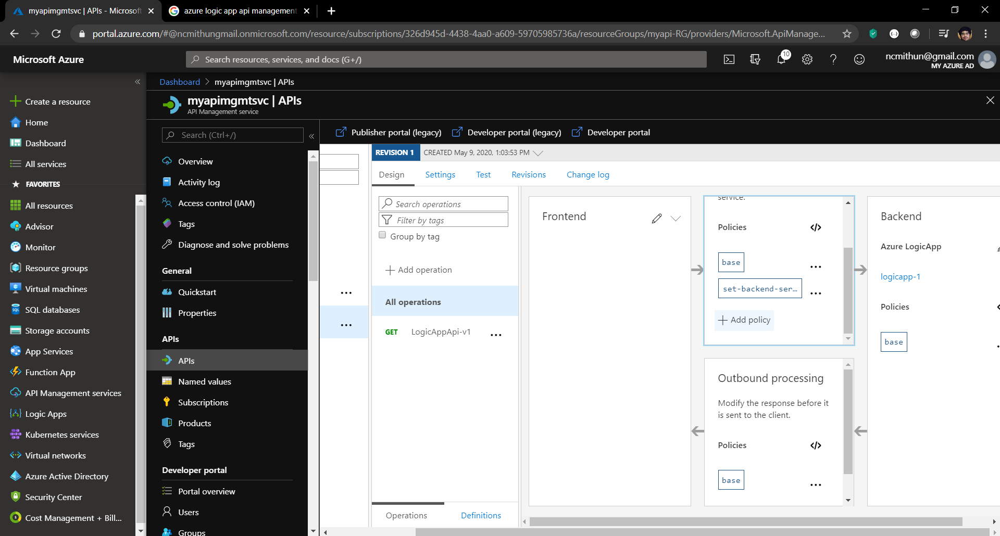 myapimgmtsvc | APIs - Microsoft
azure logic app api management
portal.azure.com/#@ncmithungmail.onmicrosoft.com/resource/subscriptions/326d945d-4438-4aa0-a609-59705985736a/resourceGroups/myapi-RG/providers/Microsoft.ApiManage...
Microsoft Azure
Search resources, services, and docs (G+/)
10
ncmithun@gmail.com
MY AZURE AD
Create a resource
Home
Dashboard
All services
FAVORITES
All resources
Advisor
Monitor
Resource groups
Virtual machines
SQL databases
Storage accounts
App Services
Function App
API Management services
Logic Apps
Kubernetes services
Virtual networks
Azure Active Directory
Security Center
Cost Management + Bill...
Dashboard > myapimgmtsvc | APIs
myapimgmtsvc | APIs
API Management service
Search (Ctrl+/)
Overview
Activity log
Access control (IAM)
Tags
Diagnose and solve problems
General
Quickstart
Properties
APIs
APIs
Named values
Subscriptions
Products
Tags
Developer portal
Portal overview
Users
Groups
Publisher portal (legacy)
Developer portal (legacy)
Developer portal
REVISION 1
CREATED May 9, 2020, 1:03:53 PM
Design
Settings
Test
Revisions
Change log
Search operations
Filter by tags
Group by tag
Add operation
All operations
GET LogicAppApi-v1
Operations
Definitions
Frontend
service.
Policies
</>
base
set-backend-ser…
Add policy
Outbound processing
Modify the response before it
is sent to the client.
Policies
</>
base
Backend
Azure LogicApp
logicapp-1
Policies
base